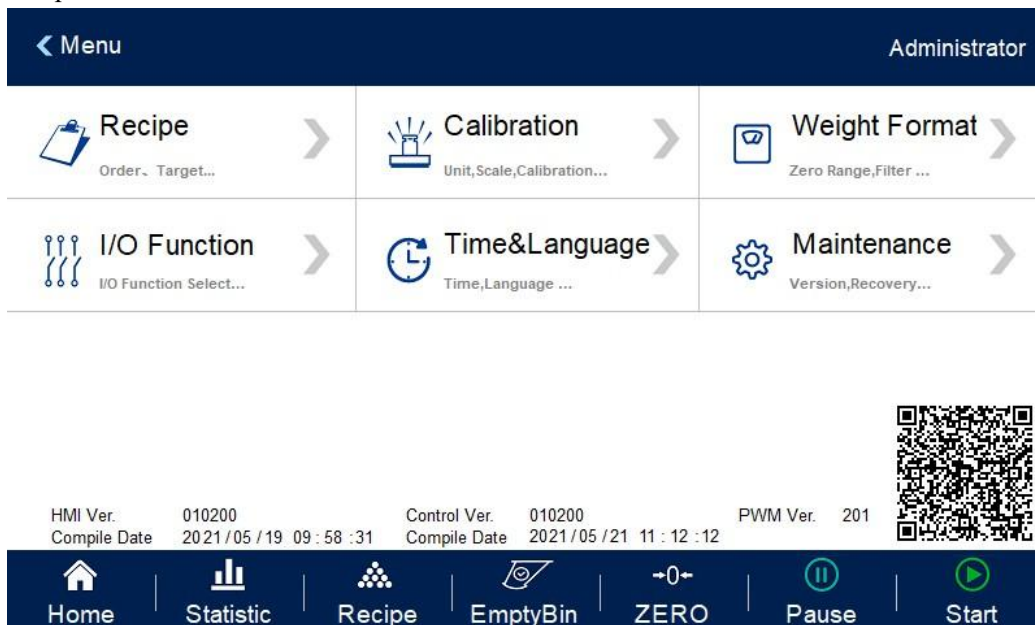 Menu
Administrator
Recipe
Order、Target...
Calibration
Unit,Scale,Calibration...
Weight Format
Zero Range,Filter ...
I/O Function
I/O Function Select...
Time&Language
Time,Language ...
Maintenance
Version,Recovery...
HMI Ver. 010200
Compile Date 2021/05/19 09:58:31
Control Ver. 010200
Compile Date 2021/05/21 11:12:12
PWM Ver. 201
Home
Statistic
Recipe
EmptyBin
→0←
ZERO
Pause
Start